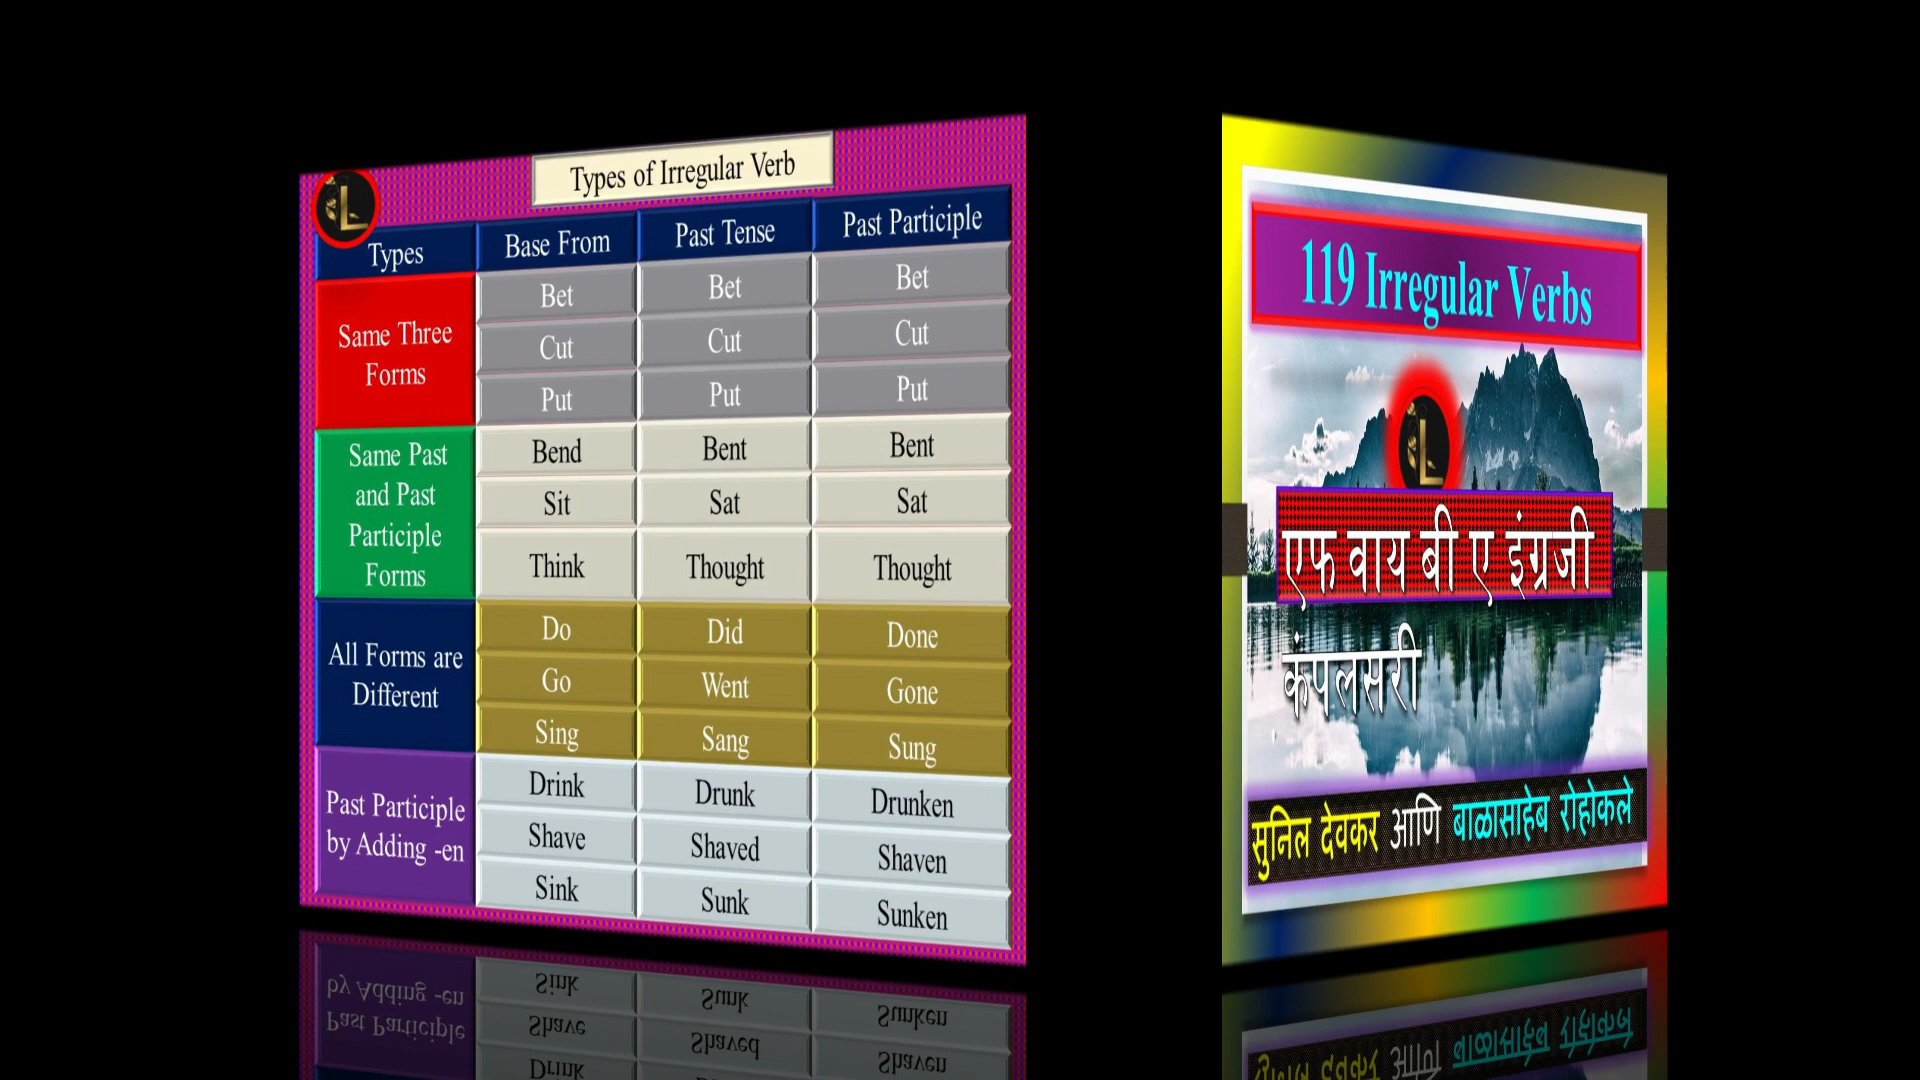 Types of Irregular Verb
Types Base From Past Tense Past Participle
Same Three
Forms
Bet Bet Bet
Cut Cut Cut
Put Put Put
Same Past
and Past
Participle
Forms
Bend Bent Bent
Sit Sat Sat
Think Thought Thought
All Forms are
Different
Do Did Done
Go Went Gone
Sing Sang Sung
Past Participle
by Adding -en
Drink Drunk Drunken
Shave Shaved Shaven
Sink Sunk Sunken
L
119 Irregular Verbs
L
एफ वाय बी ए इंग्रजी
कंपलसरी
सुनिल देवकर आणि बाळासाहेब रोहोकले